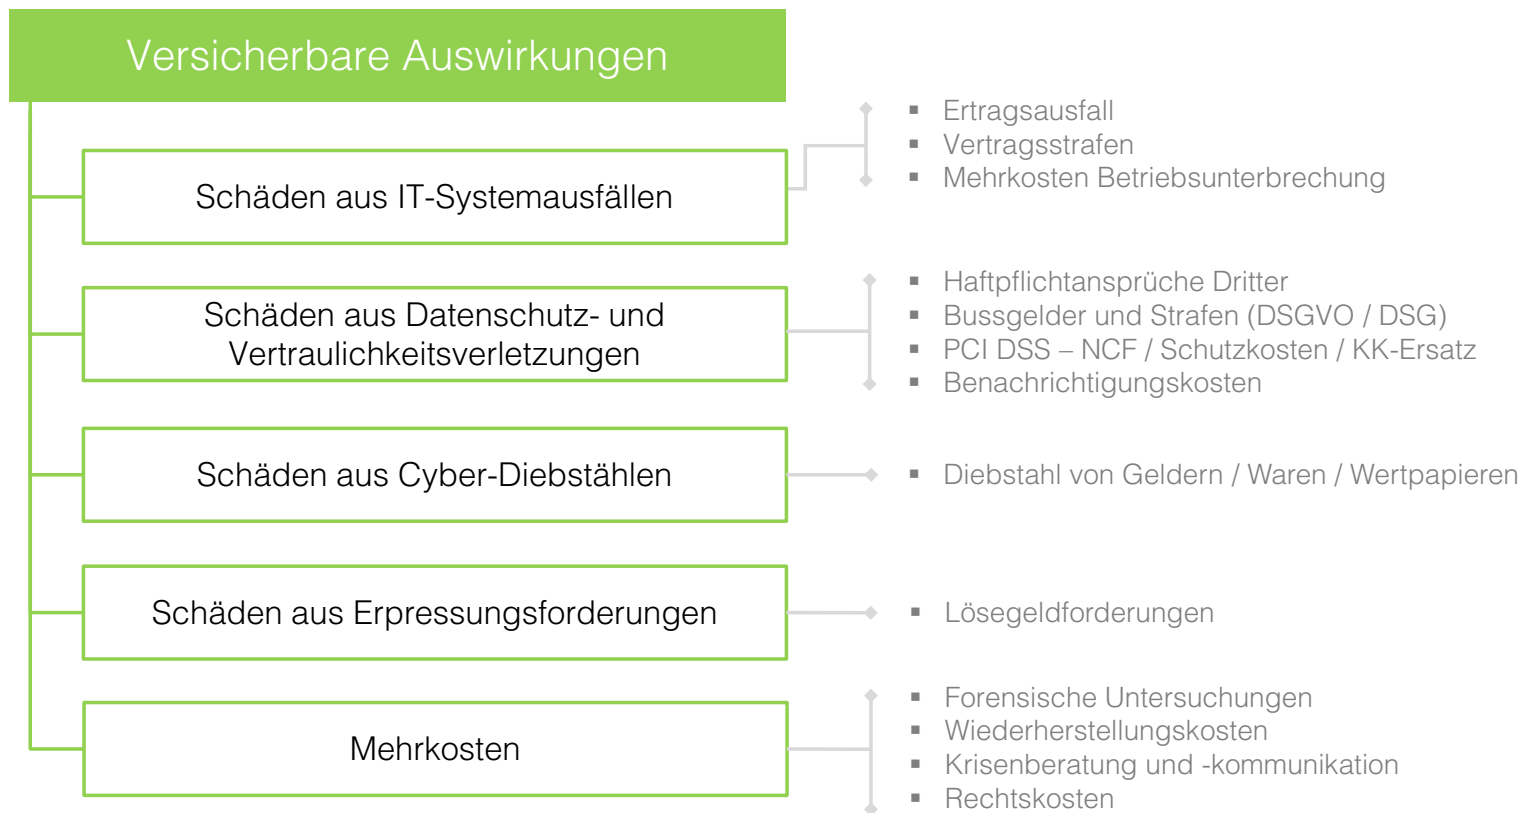 Versicherbare Auswirkungen
Schäden aus IT-Systemausfällen
▪ Ertragsausfall
▪ Vertragsstrafen
▪ Mehrkosten Betriebsunterbrechung
Schäden aus Datenschutz- und
Vertraulichkeitsverletzungen
▪ Haftpflichtansprüche Dritter
▪ Bussgelder und Strafen (DSGVO / DSG)
▪ PCI DSS – NCF / Schutzkosten / KK-Ersatz
▪ Benachrichtigungskosten
Schäden aus Cyber-Diebstählen
▪ Diebstahl von Geldern / Waren / Wertpapieren
Schäden aus Erpressungsforderungen
▪ Lösegeldforderungen
Mehrkosten
▪ Forensische Untersuchungen
▪ Wiederherstellungskosten
▪ Krisenberatung und -kommunikation
▪ Rechtskosten